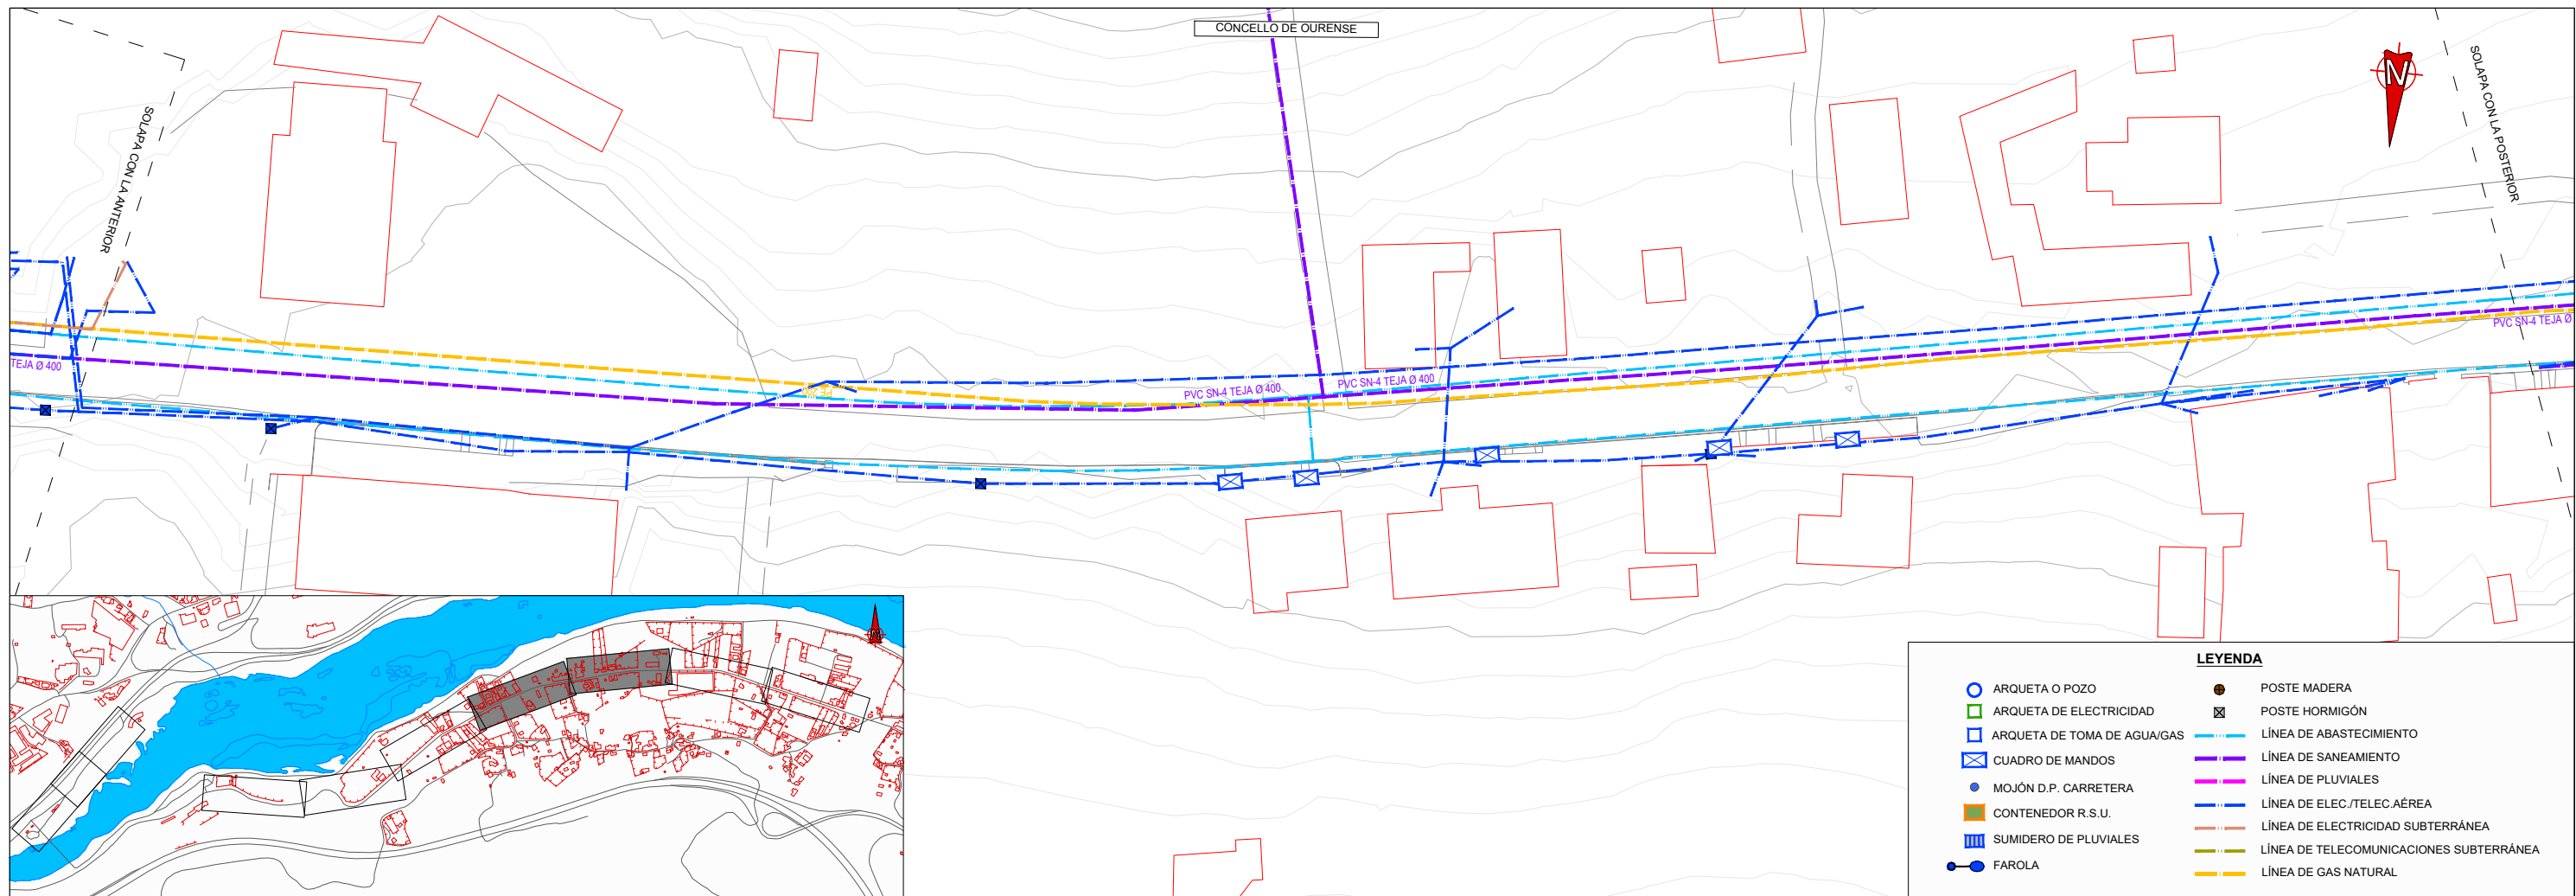 CONCELLO DE OURENSE
SOLAPA CON LA ANTERIOR
SOLAPA CON LA POSTERIOR
N
TEJA Ø 400
PVC SN-4 TEJA Ø 400
PVC SN-4 TEJA Ø 400
PVC SN-4 TEJA Ø
N
LEYENDA
ARQUETA O POZO
ARQUETA DE ELECTRICIDAD
ARQUETA DE TOMA DE AGUA/GAS
CUADRO DE MANDOS
MOJÓN D.P. CARRETERA
CONTENEDOR R.S.U.
SUMIDERO DE PLUVIALES
FAROLA
POSTE MADERA
POSTE HORMIGÓN
LÍNEA DE ABASTECIMIENTO
LÍNEA DE SANEAMIENTO
LÍNEA DE PLUVIALES
LÍNEA DE ELEC./TELEC.AÉREA
LÍNEA DE ELECTRICIDAD SUBTERRÁNEA
LÍNEA DE TELECOMUNICACIONES SUBTERRÁNEA
LÍNEA DE GAS NATURAL